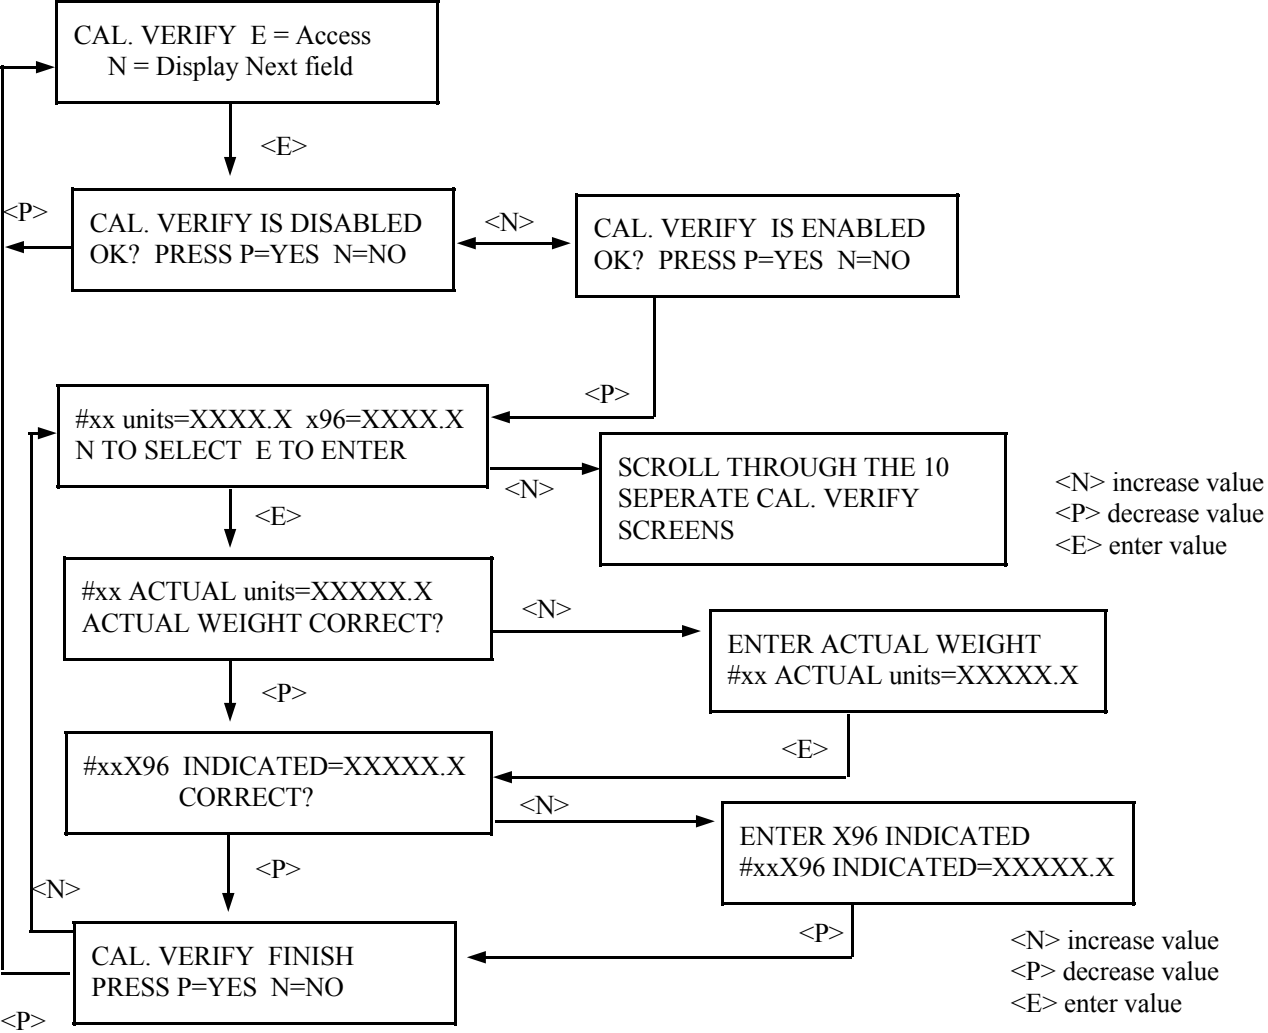 CAL. VERIFY  E = Access
N = Display Next field
<E>
<P>
CAL. VERIFY IS DISABLED
OK?  PRESS P=YES  N=NO
<N>
CAL. VERIFY  IS ENABLED
OK?  PRESS P=YES  N=NO
<P>
#xx units=XXXX.X  x96=XXXX.X
N TO SELECT  E TO ENTER
<N>
SCROLL THROUGH THE 10
SEPERATE CAL. VERIFY
SCREENS
<N> increase value
<P> decrease value
<E> enter value
<E>
#xx ACTUAL units=XXXXX.X
ACTUAL WEIGHT CORRECT?
<N>
ENTER ACTUAL WEIGHT
#xx ACTUAL units=XXXXX.X
<P>
<E>
#xxX96  INDICATED=XXXXX.X
CORRECT?
<N>
ENTER X96 INDICATED
#xxX96 INDICATED=XXXXX.X
<P>
<N>
<P>
CAL. VERIFY  FINISH
PRESS P=YES  N=NO
<P>
<N> increase value
<P> decrease value
<E> enter value